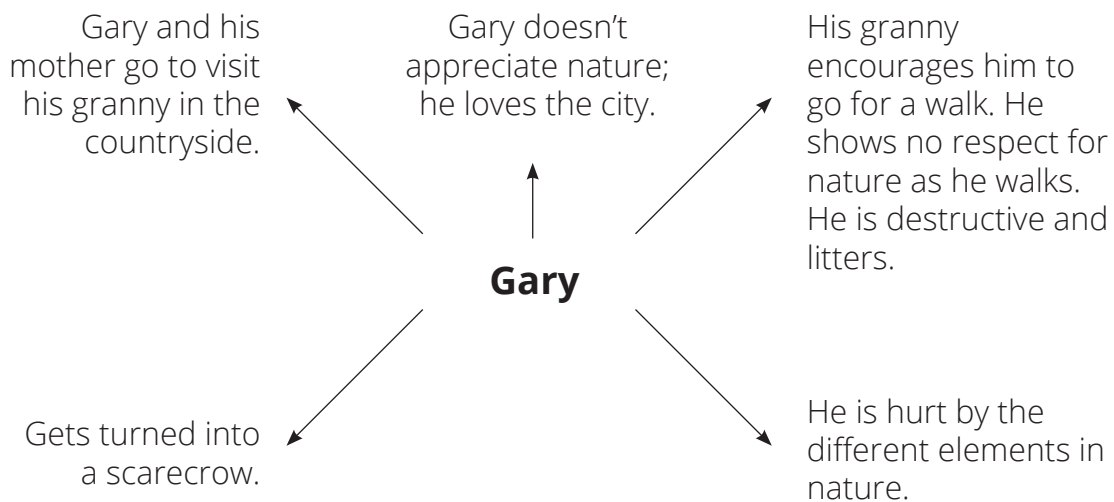 Gary and his
mother go to visit
his granny in the
countryside.
Gary doesn't
appreciate nature;
he loves the city.
His granny
encourages him to
go for a walk. He
shows no respect for
nature as he walks.
He is destructive and
litters.
Gary
Gets turned into
a scarecrow.
He is hurt by the
different elements in
nature.